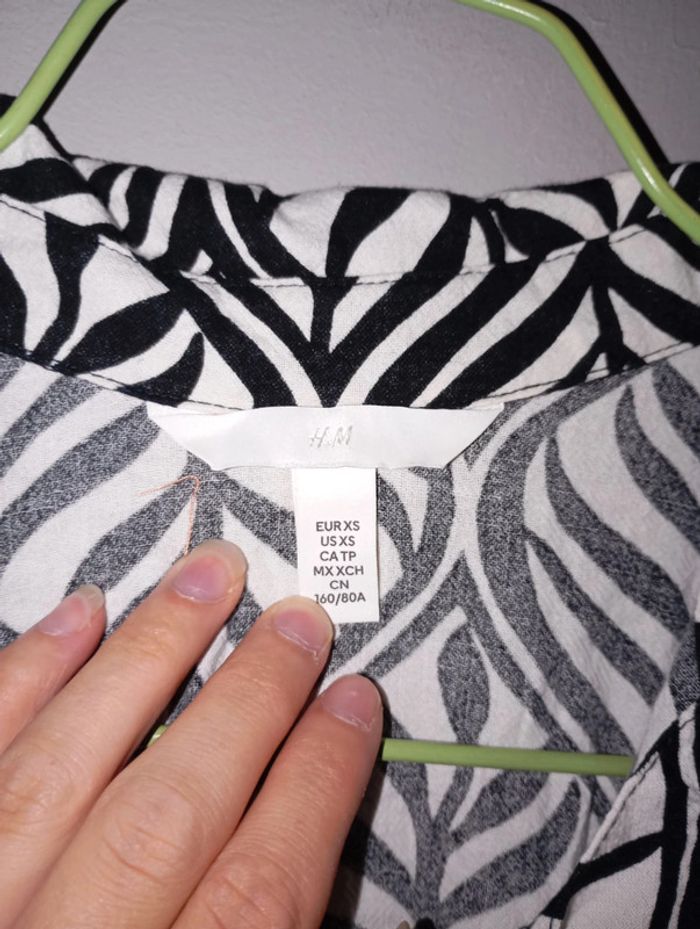 H&M
EUR XS
US XS
CA TP
MX XCH
CN
160/80A